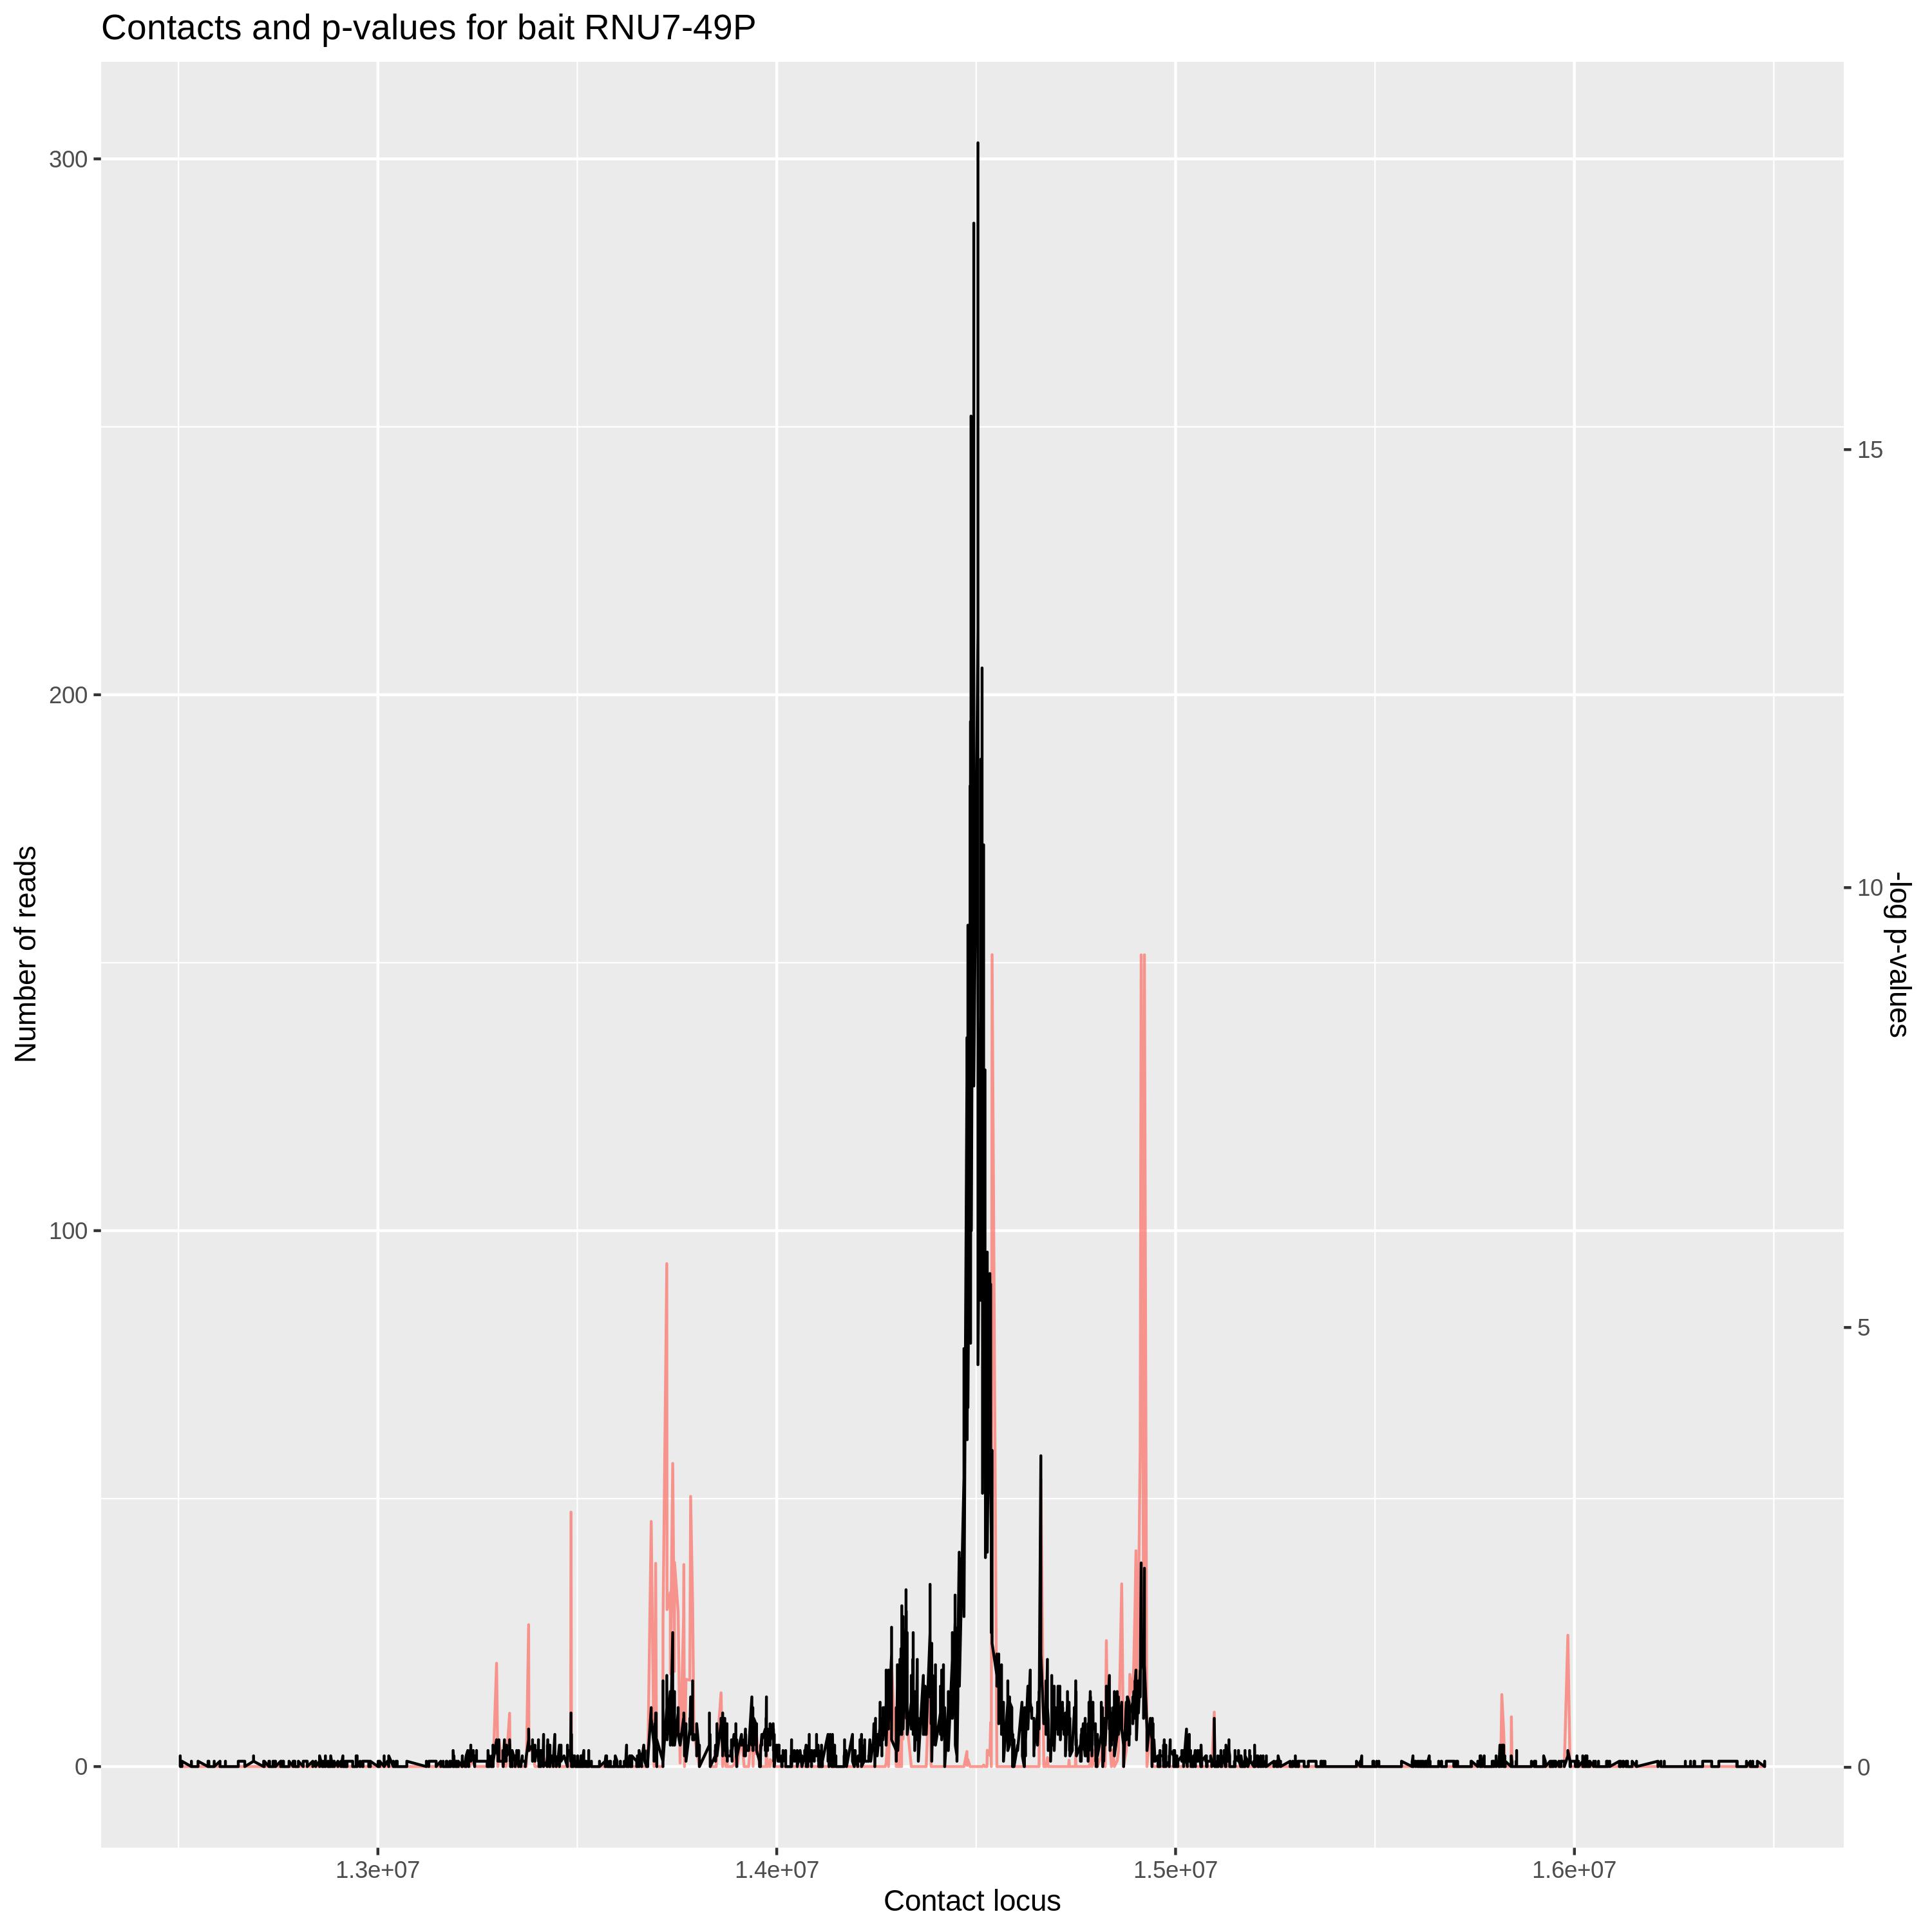 Contacts and p-values for bait RNU7-49P
300
200
100
0
Number of reads
15
10
5
0
-log p-values
1.3e+07
1.4e+07
1.5e+07
1.6e+07
Contact locus